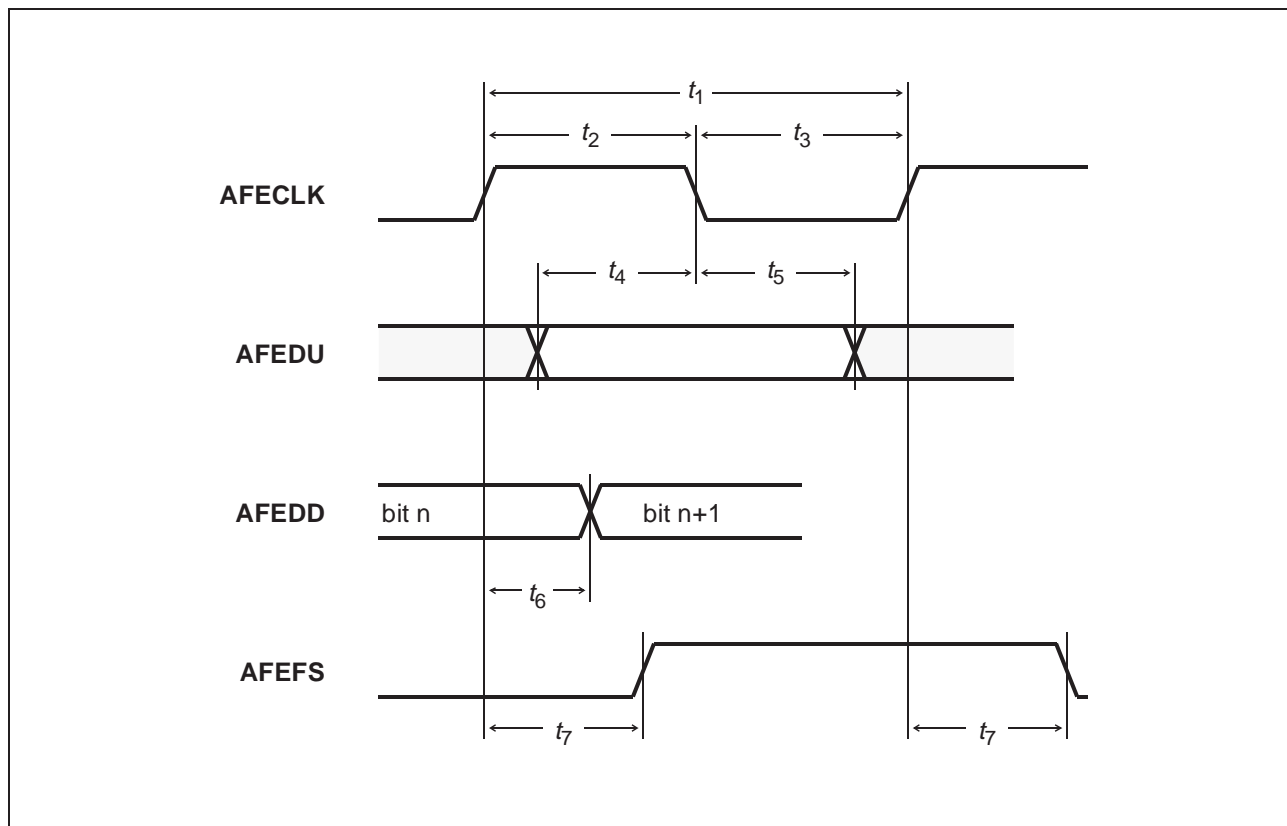 t1
t2
t3
AFECLK
t4
t5
AFEDU
AFEDD
bit n
bit n+1
t6
AFEFS
t7
t7